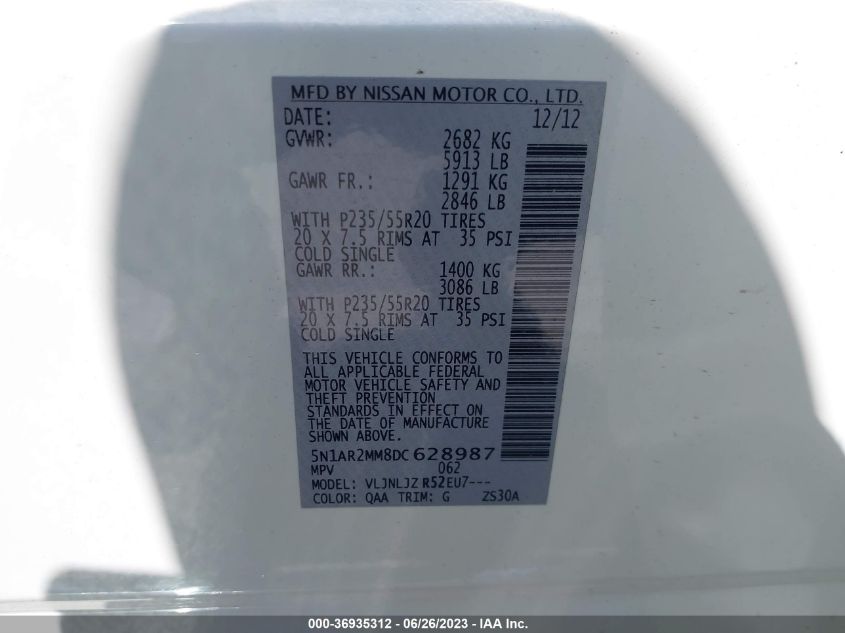 MFD BY NISSAN MOTOR CO., LTD.
DATE: 12/12
GVWR: 2682 KG
5913 LB
GAWR FR.: 1291 KG
2846 LB
WITH P235/55R20 TIRES
20 X 7.5 RIMS AT 35 PSI
COLD SINGLE
GAWR RR.: 1400 KG
3086 LB
WITH P235/55R20 TIRES
20 X 7.5 RIMS AT 35 PSI
COLD SINGLE
THIS VEHICLE CONFORMS TO
ALL APPLICABLE FEDERAL
MOTOR VEHICLE SAFETY AND
THEFT PREVENTION
STANDARDS IN EFFECT ON
THE DATE OF MANUFACTURE
SHOWN ABOVE.
5N1AR2MM8DC628987
MPV 062
MODEL: VLJNLJZ R52EU7---
COLOR: QAA TRIM: G ZS30A
000-36935312 - 06/26/2023 - IAA Inc.